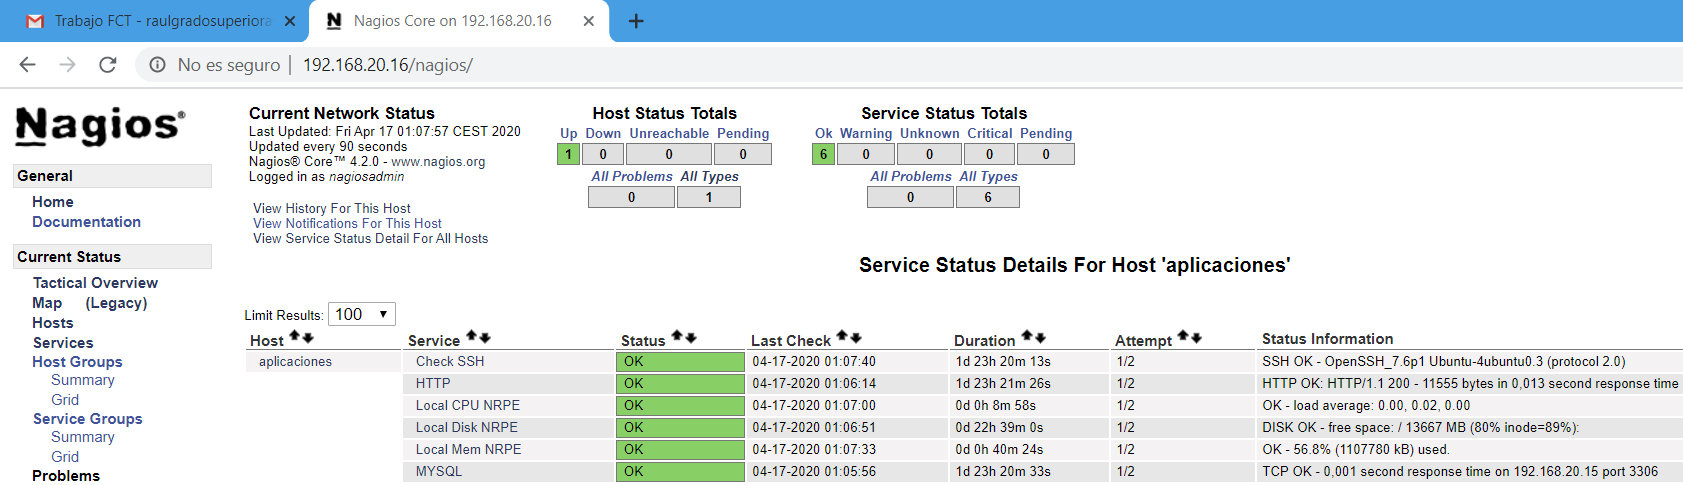 Trabajo FCT - raulgradosuperiora
Nagios Core on 192.168.20.16
No es seguro | 192.168.20.16/nagios/
Nagios®
General
Home
Documentation
Current Status
Tactical Overview
Map (Legacy)
Hosts
Services
Host Groups
Summary
Grid
Service Groups
Summary
Grid
Problems
Current Network Status
Last Updated: Fri Apr 17 01:07:57 CEST 2020
Updated every 90 seconds
Nagios® Core™ 4.2.0 - www.nagios.org
Logged in as nagiosadmin
View History For This Host
View Notifications For This Host
View Service Status Detail For All Hosts
Host Status Totals
Up Down Unreachable Pending
1 0 0 0
All Problems All Types
0 1
Service Status Totals
Ok Warning Unknown Critical Pending
6 0 0 0 0
All Problems All Types
0 6
Service Status Details For Host 'aplicaciones'
Limit Results: 100
Host Service Status Last Check Duration Attempt Status Information
aplicaciones Check SSH OK 04-17-2020 01:07:40 1d 23h 20m 13s 1/2 SSH OK - OpenSSH_7.6p1 Ubuntu-4ubuntu0.3 (protocol 2.0)
HTTP OK 04-17-2020 01:06:14 1d 23h 21m 26s 1/2 HTTP OK: HTTP/1.1 200 - 11555 bytes in 0,013 second response time
Local CPU NRPE OK 04-17-2020 01:07:00 0d 0h 8m 58s 1/2 OK - load average: 0.00, 0.02, 0.00
Local Disk NRPE OK 04-17-2020 01:06:51 0d 22h 39m 0s 1/2 DISK OK - free space: / 13667 MB (80% inode=89%):
Local Mem NRPE OK 04-17-2020 01:07:33 0d 0h 40m 24s 1/2 OK - 56.8% (1107780 kB) used.
MYSQL OK 04-17-2020 01:05:56 1d 23h 20m 33s 1/2 TCP OK - 0,001 second response time on 192.168.20.15 port 3306